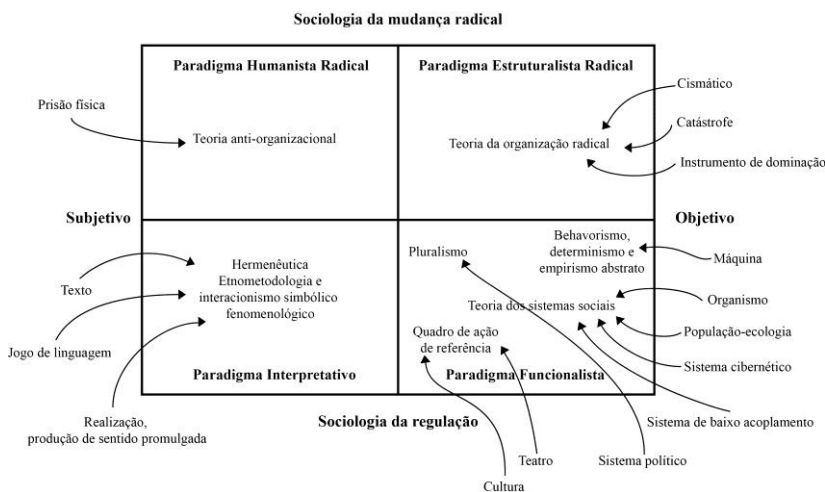 Sociologia da mudança radical
Paradigma Humanista Radical
Paradigma Estruturalista Radical
Cismático
Prisão física
Catástrofe
Teoria anti-organizacional
Teoria da organização radical
Instrumento de dominação
Subjetivo
Objetivo
Behavorismo,
determinismo e
empirismo abstrato
Pluralismo
Máquina
Hermenêutica
Etnometodologia e
interacionismo simbólico
fenomenológico
Texto
Organismo
Teoria dos sistemas sociais
População-ecologia
Quadro de ação
de referência
Jogo de linguagem
Sistema cibernético
Paradigma Interpretativo
Paradigma Funcionalista
Realização,
produção de sentido promulgada
Sociologia da regulação
Sistema de baixo acoplamento
Teatro
Sistema político
Cultura